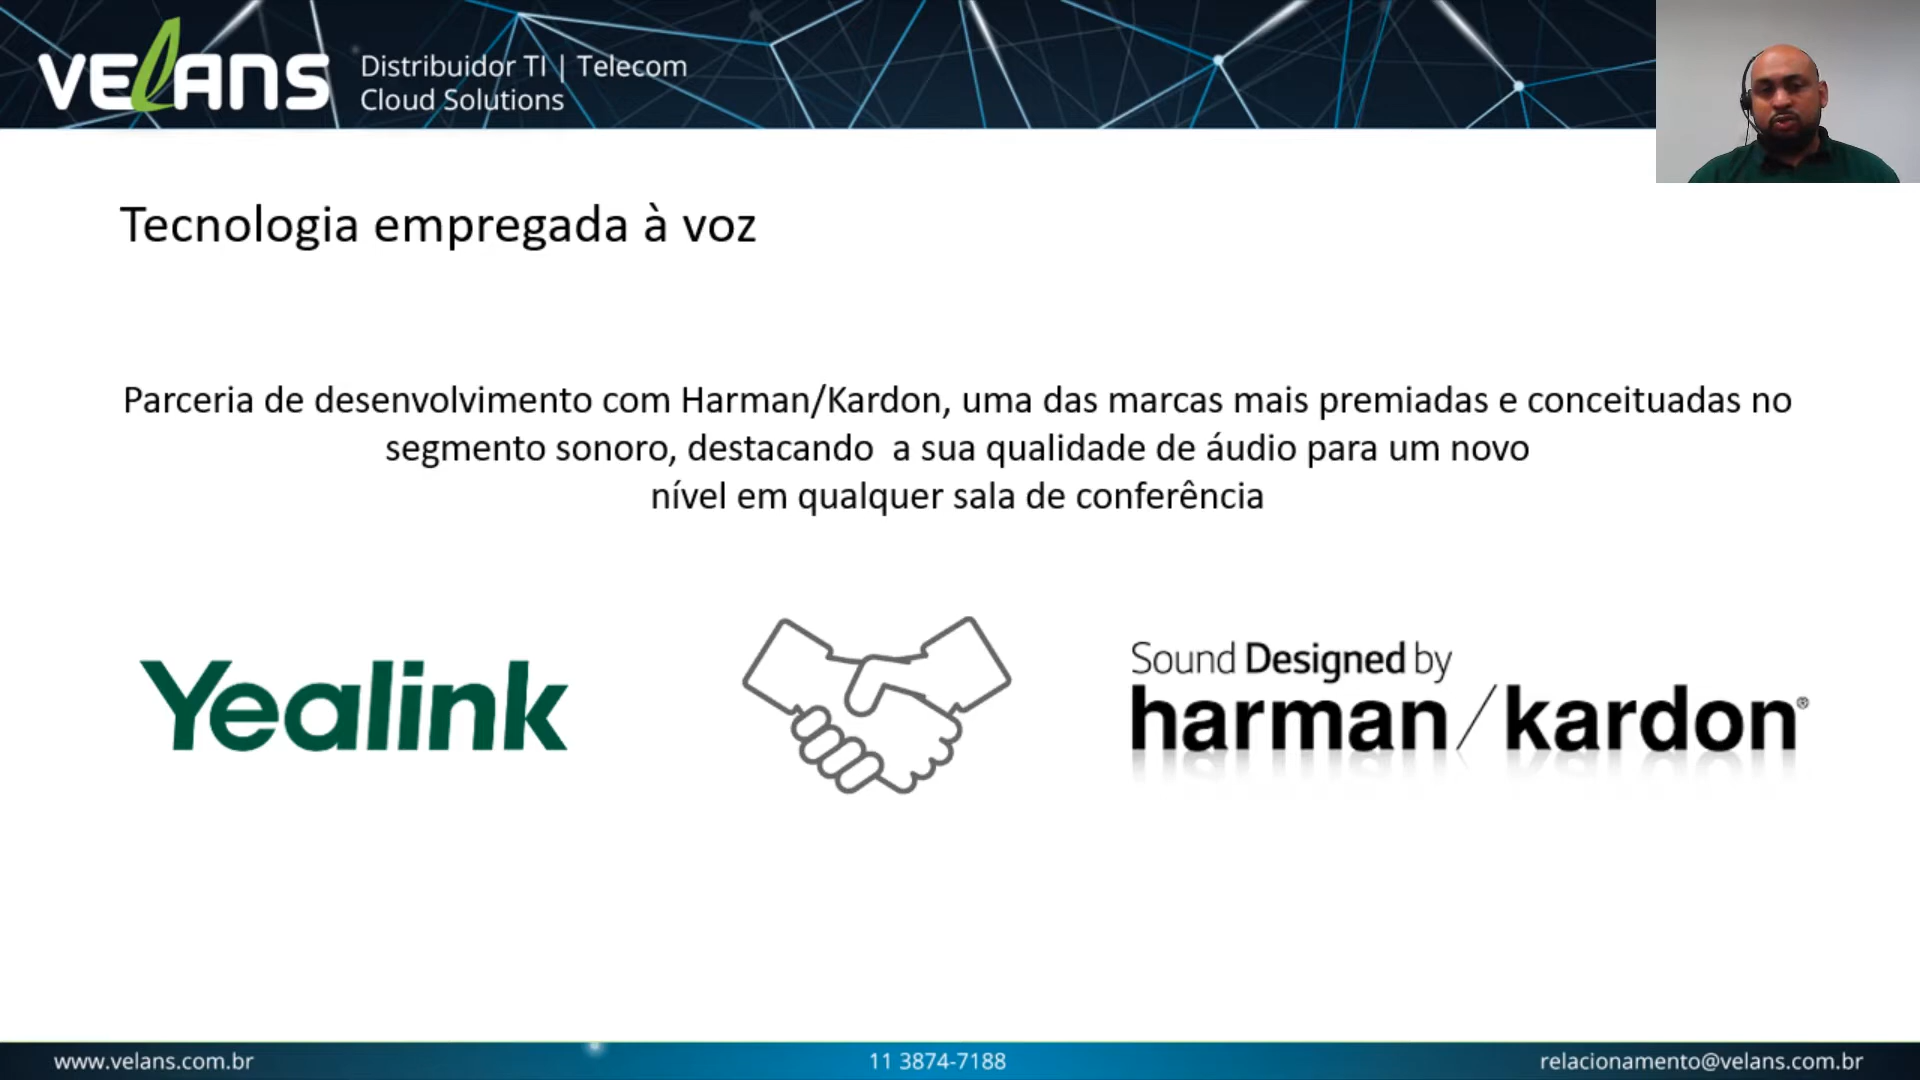 VELANS
Distribuidor TI | Telecom
Cloud Solutions
Tecnologia empregada à voz
Parceria de desenvolvimento com Harman/Kardon, uma das marcas mais premiadas e conceituadas no
segmento sonoro, destacando  a sua qualidade de áudio para um novo
nível em qualquer sala de conferência
Yealink
Sound Designed by
harman/kardon®
www.velans.com.br
11 3874-7188
relacionamento@velans.com.br